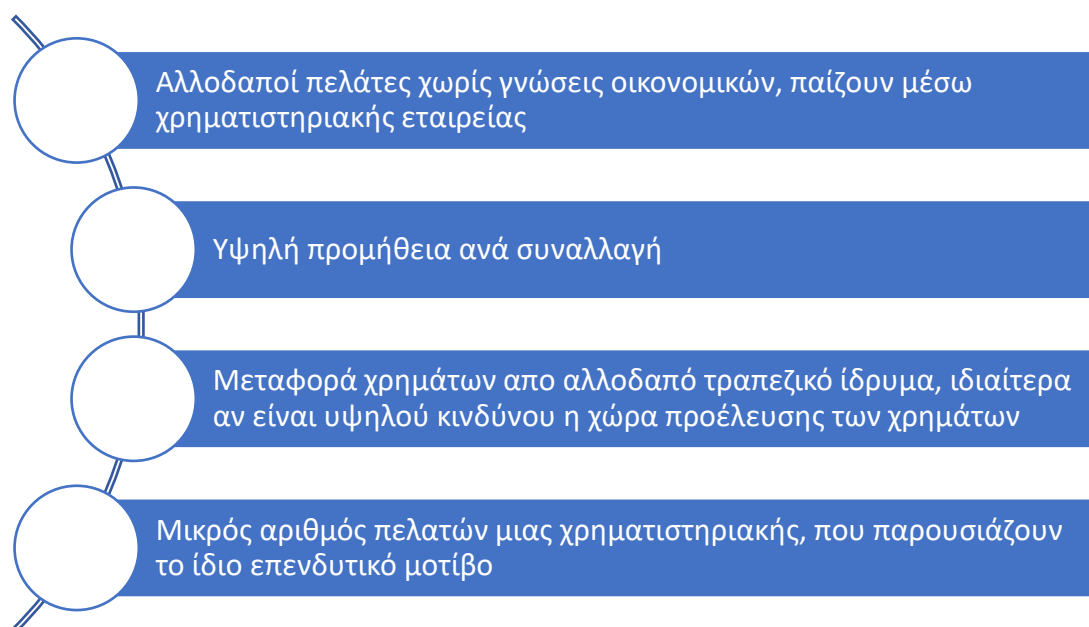 Αλλοδαποί πελάτες χωρίς γνώσεις οικονομικών, παίζουν μέσω
χρηματιστηριακής εταιρείας
Υψηλή προμήθεια ανά συναλλαγή
Μεταφορά χρημάτων απο αλλοδαπό τραπεζικό ίδρυμα, ιδιαίτερα
αν είναι υψηλού κινδύνου η χώρα προέλευσης των χρημάτων
Μικρός αριθμός πελατών μιας χρηματιστηριακής, που παρουσιάζουν
το ίδιο επενδυτικό μοτίβο